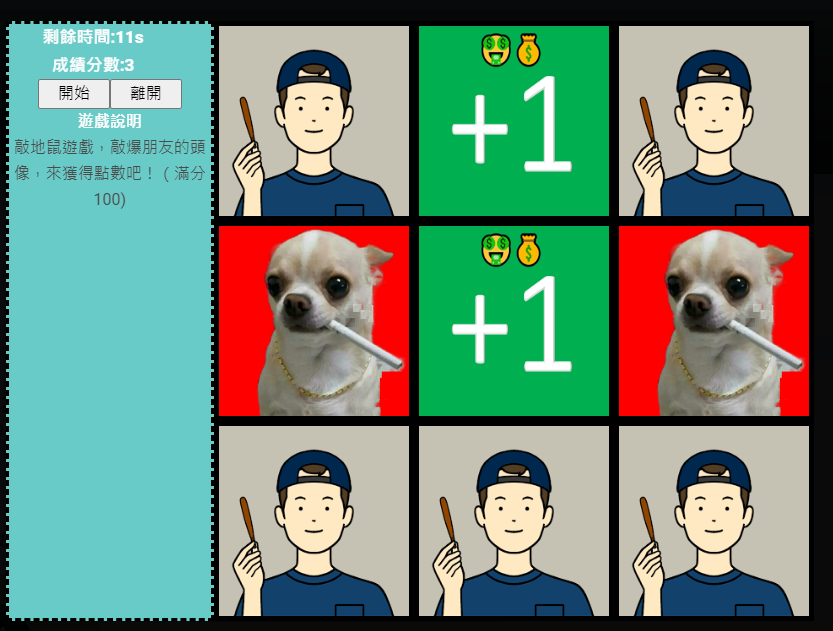 剩餘時間:11s
成績分數:3
開始 離開
遊戲說明
敲地鼠遊戲，敲爆朋友的頭
像，來獲得點數吧！（滿分
100)
+1
+1